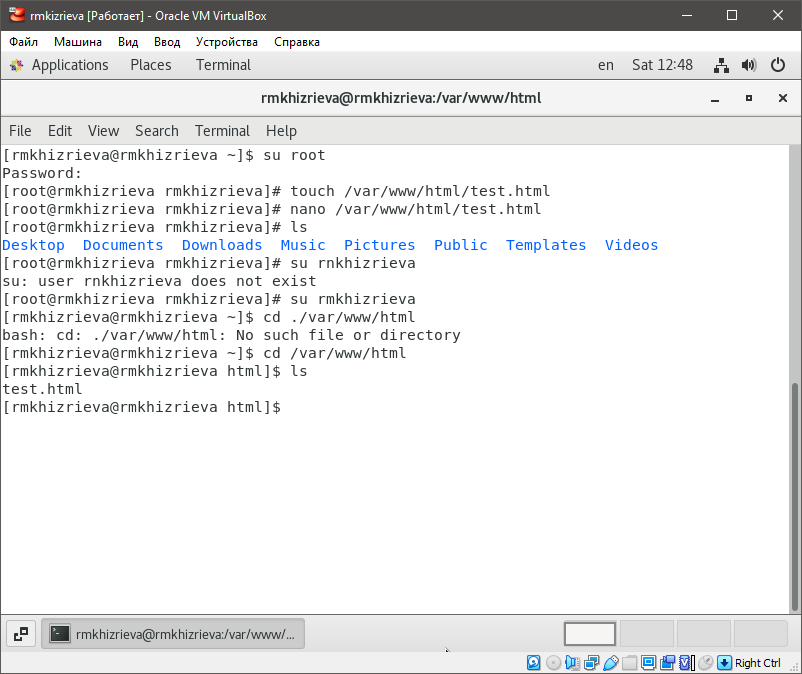 rmkizrieva [Работает] - Oracle VM VirtualBox
Файл Машина Вид Ввод Устройства Справка
Applications Places Terminal en Sat 12:48
rmkhizrieva@rmkhizrieva:/var/www/html
File Edit View Search Terminal Help
[rmkhizrieva@rmkhizrieva ~]$ su root
Password:
[root@rmkhizrieva rmkhizrieva]# touch /var/www/html/test.html
[root@rmkhizrieva rmkhizrieva]# nano /var/www/html/test.html
[root@rmkhizrieva rmkhizrieva]# ls
Desktop Documents Downloads Music Pictures Public Templates Videos
[root@rmkhizrieva rmkhizrieva]# su rnkhizrieva
su: user rnkhizrieva does not exist
[root@rmkhizrieva rmkhizrieva]# su rmkhizrieva
[rmkhizrieva@rmkhizrieva ~]$ cd ./var/www/html
bash: cd: ./var/www/html: No such file or directory
[rmkhizrieva@rmkhizrieva ~]$ cd /var/www/html
[rmkhizrieva@rmkhizrieva html]$ ls
test.html
[rmkhizrieva@rmkhizrieva html]$
rmkhizrieva@rmkhizrieva:/var/www/...
Right Ctrl